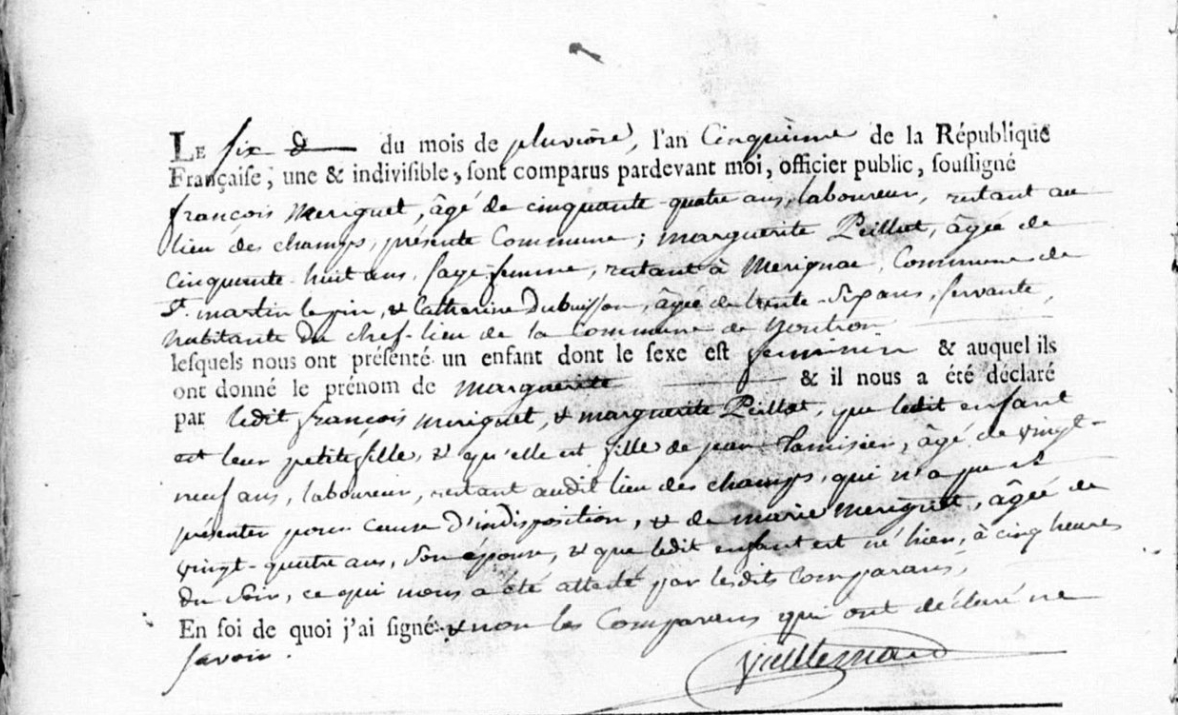 LE six du mois de pluviôse, l'an Cinquième de la République
Française, une & indivisible, sont comparus pardevant moi, officier public, soussigné
françois Meriguet, âgé de cinquante-quatre ans, laboureur, restant au
lieu des champs, présente Commune; marguerite Peillot, âgée de
cinquente-huit ans, sage-femme, restant à Merignac, Commune de
St. martin le pin, & Catherine Dubuisson, âgée de trente-six ans, servante,
habitante du chef-lieu de la commune de Nontron
lesquels nous ont présenté un enfant dont le sexe est feminin & auquel ils
ont donné le prénom de marguerite & il nous a été déclaré
par ledit françois Meriguet, & marguerite Peillot, que ledit enfant
est leur petite fille, & qu'elle est fille de jean Lamisien, âgé de vingt-
neuf ans, laboureur, restant audit lieu des champs, qui n'a pu se
présenter pour cause d'indisposition, & de marie Meriguet, âgée de
vingt-quatre ans, son épouse, & que ledit enfant est né hier, à cinq heures
du soir, ce qui nous a été attesté par lesdits comparans,
En foi de quoi j'ai signé & non les Comparans qui ont déclaré ne
savoir.